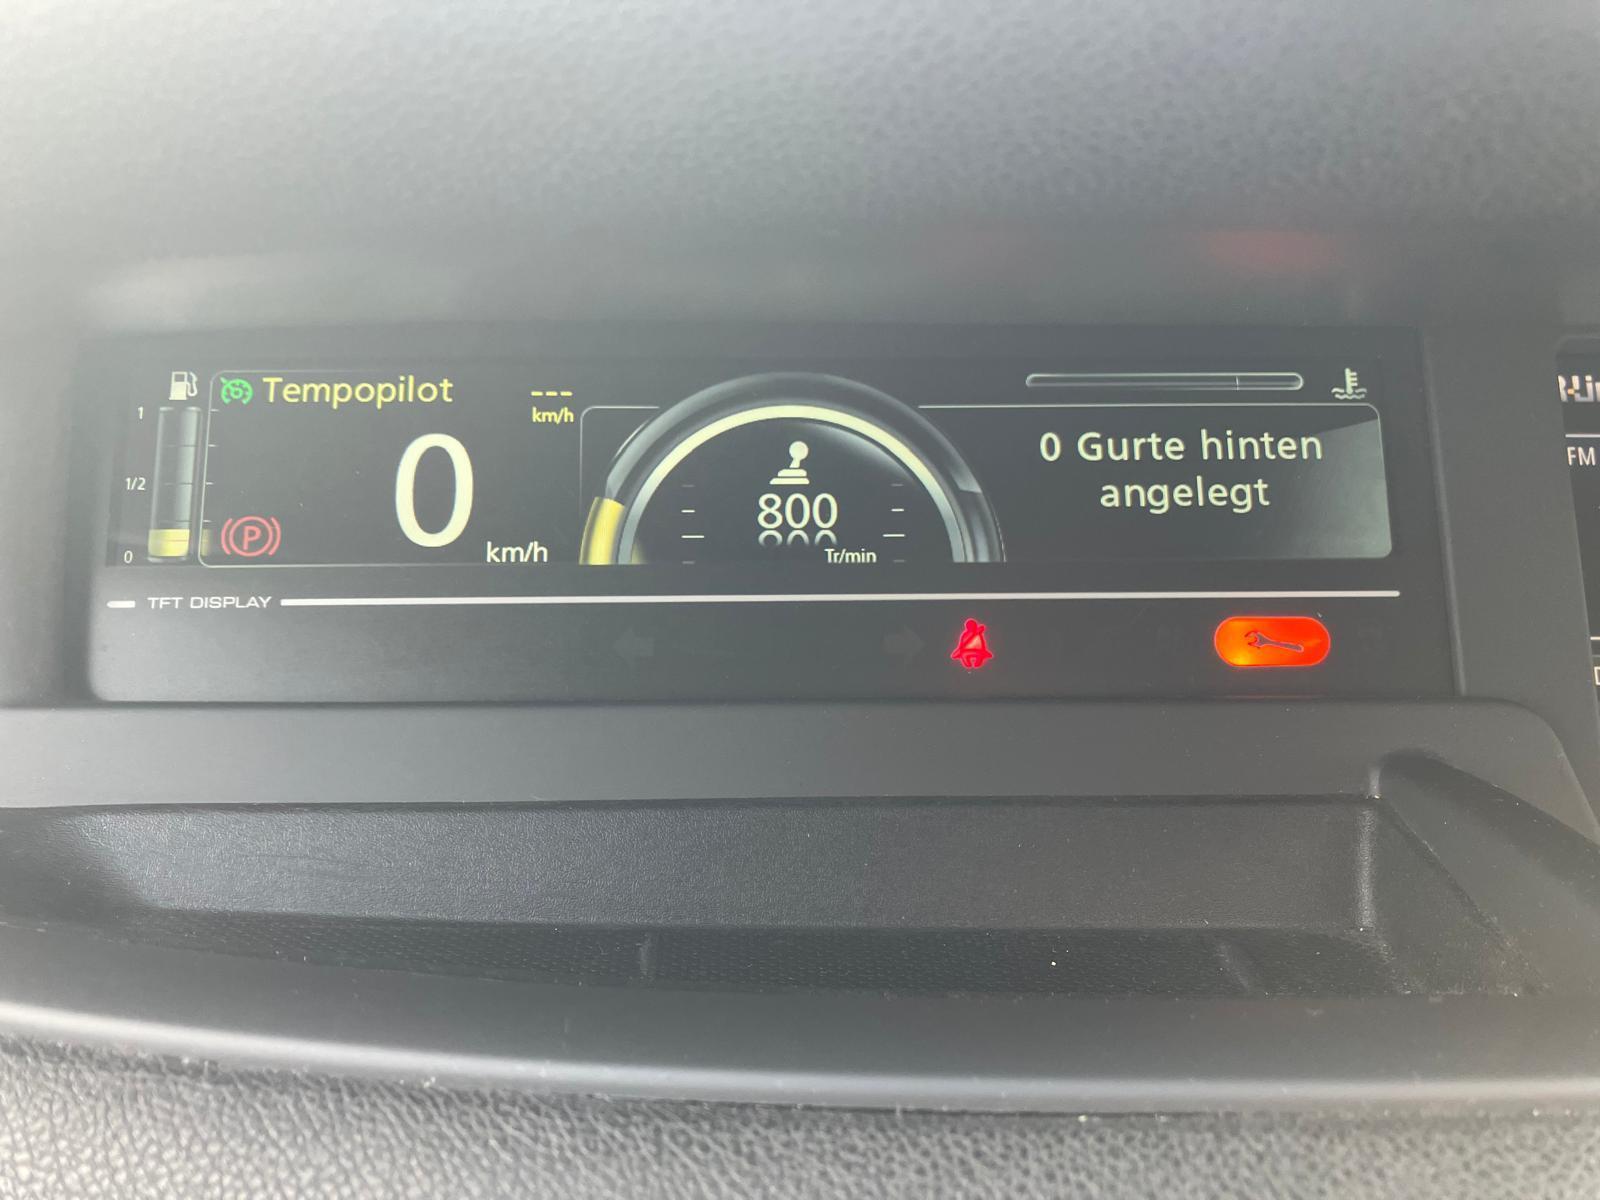 Tempopilot
---
km/h
1
1/2
0
P
0
km/h
800
Tr/min
0 Gurte hinten
angelegt
TFT DISPLAY
FM